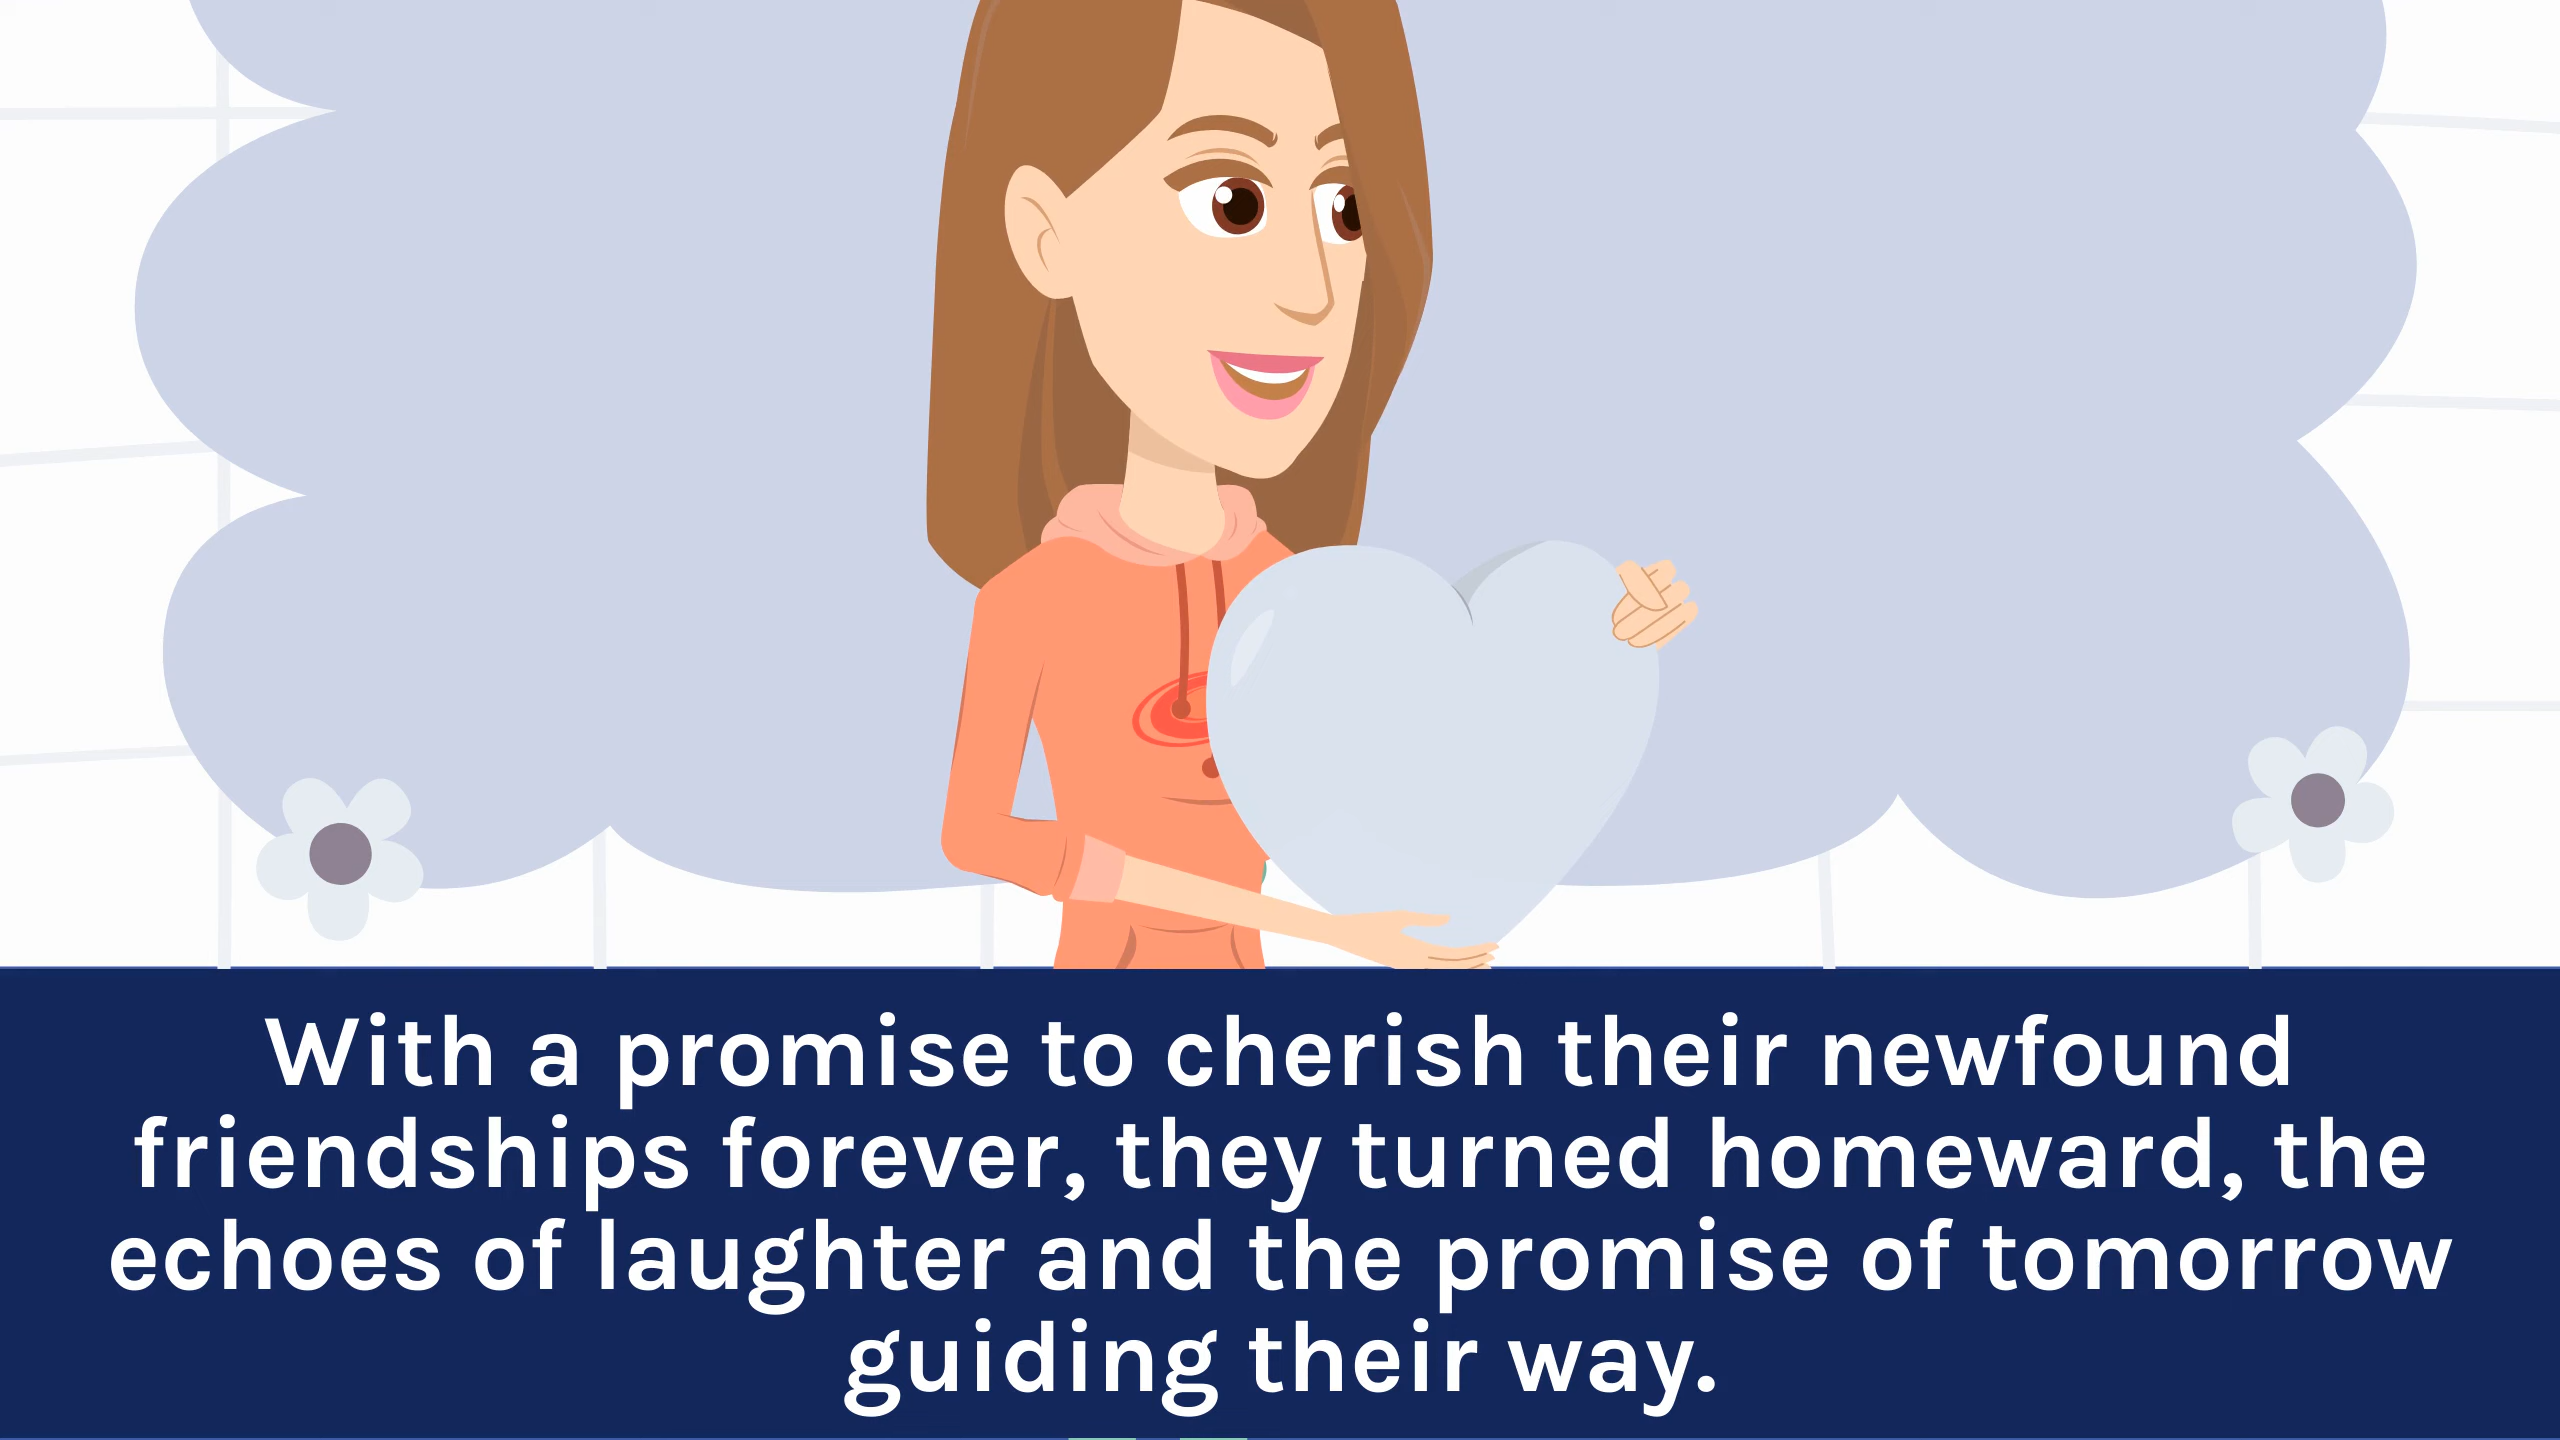 With a promise to cherish their newfound
friendships forever, they turned homeward, the
echoes of laughter and the promise of tomorrow
guiding their way.